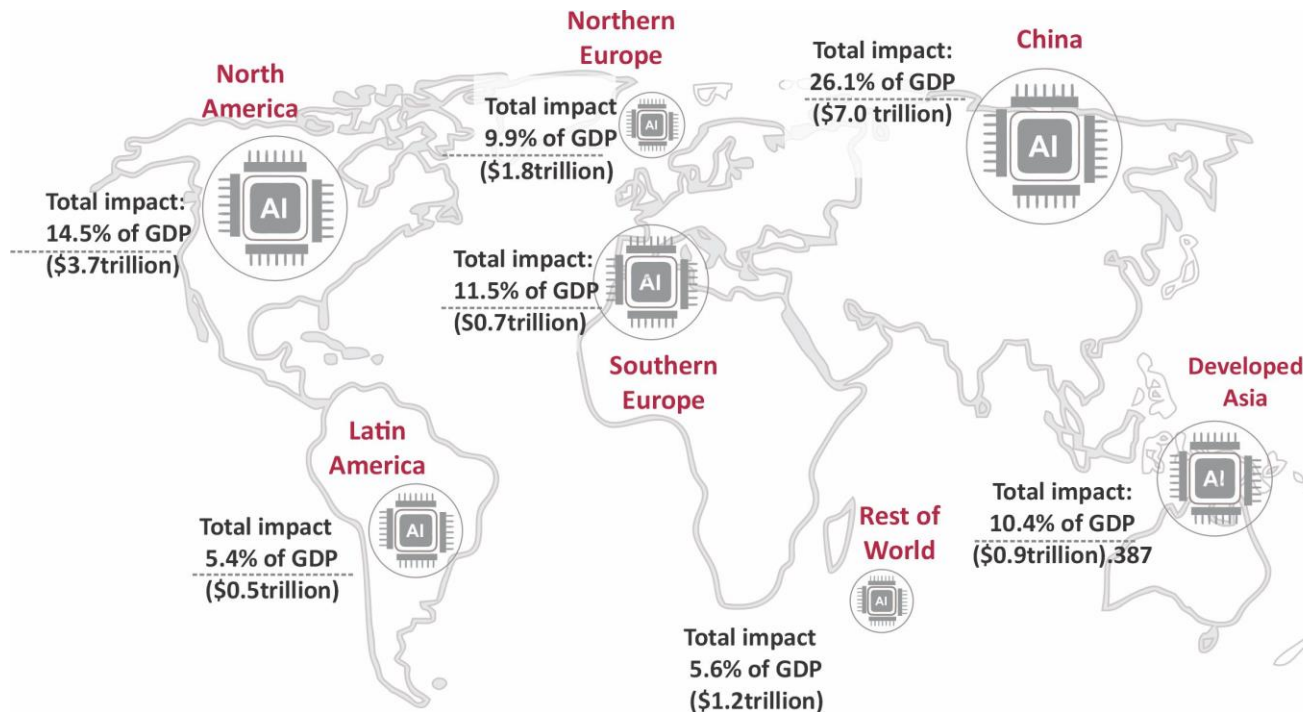 North
America
AI
Total impact:
14.5% of GDP
($3.7trillion)
Northern
Europe
Total impact
9.9% of GDP
($1.8trillion)
AI
China
Total impact:
26.1% of GDP
($7.0 trillion)
AI
Total impact:
11.5% of GDP
(S0.7trillion)
AI
Southern
Europe
Latin
America
Total impact
5.4% of GDP
($0.5trillion)
AI
Rest of
World
AI
Total impact
5.6% of GDP
($1.2trillion)
Developed
Asia
Total impact:
10.4% of GDP
($0.9trillion).387
AI